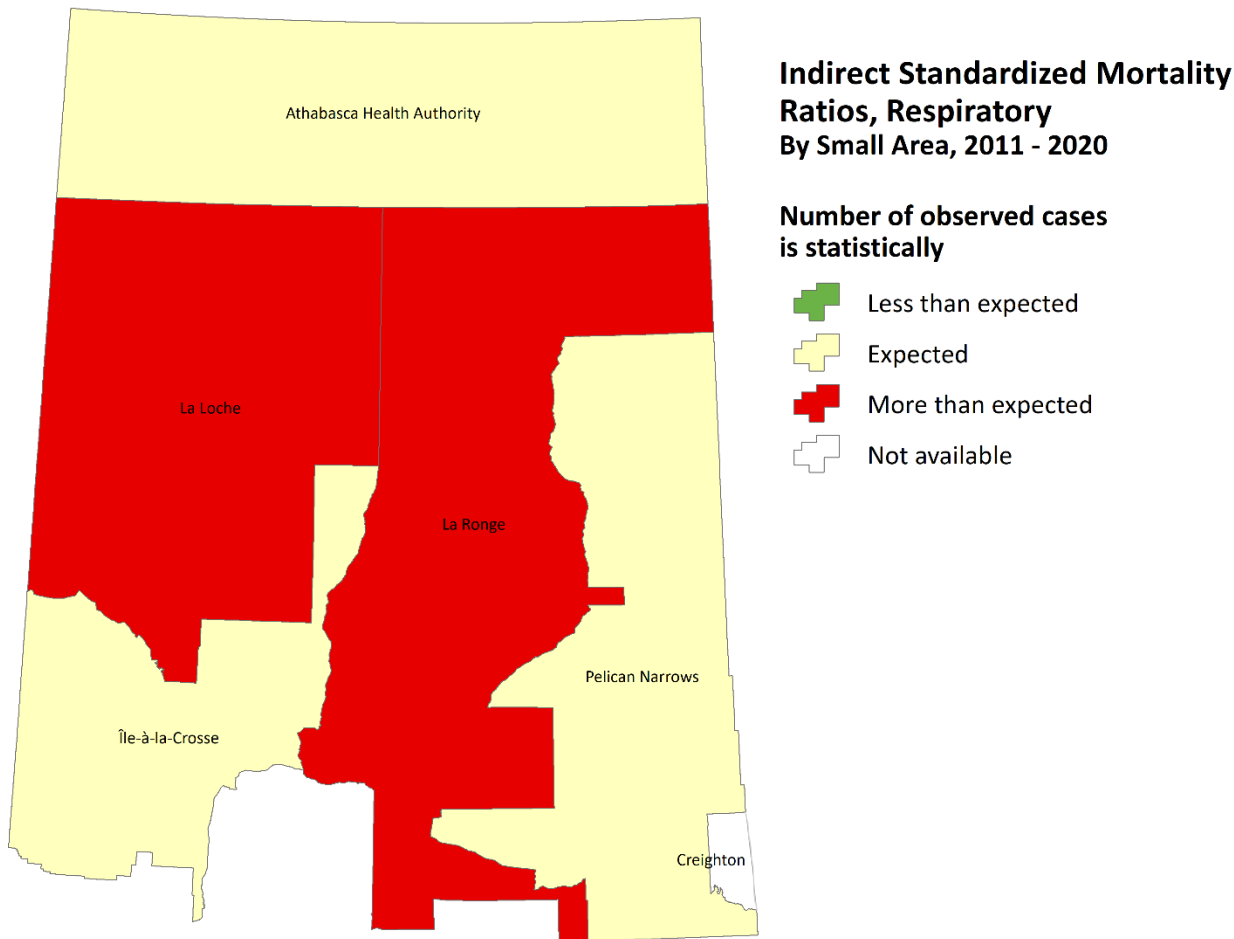 Indirect Standardized Mortality
Ratios, Respiratory
By Small Area, 2011 - 2020
Number of observed cases
is statistically
Less than expected
Expected
More than expected
Not available
Athabasca Health Authority
La Loche
La Ronge
Pelican Narrows
Île-à-la-Crosse
Creighton